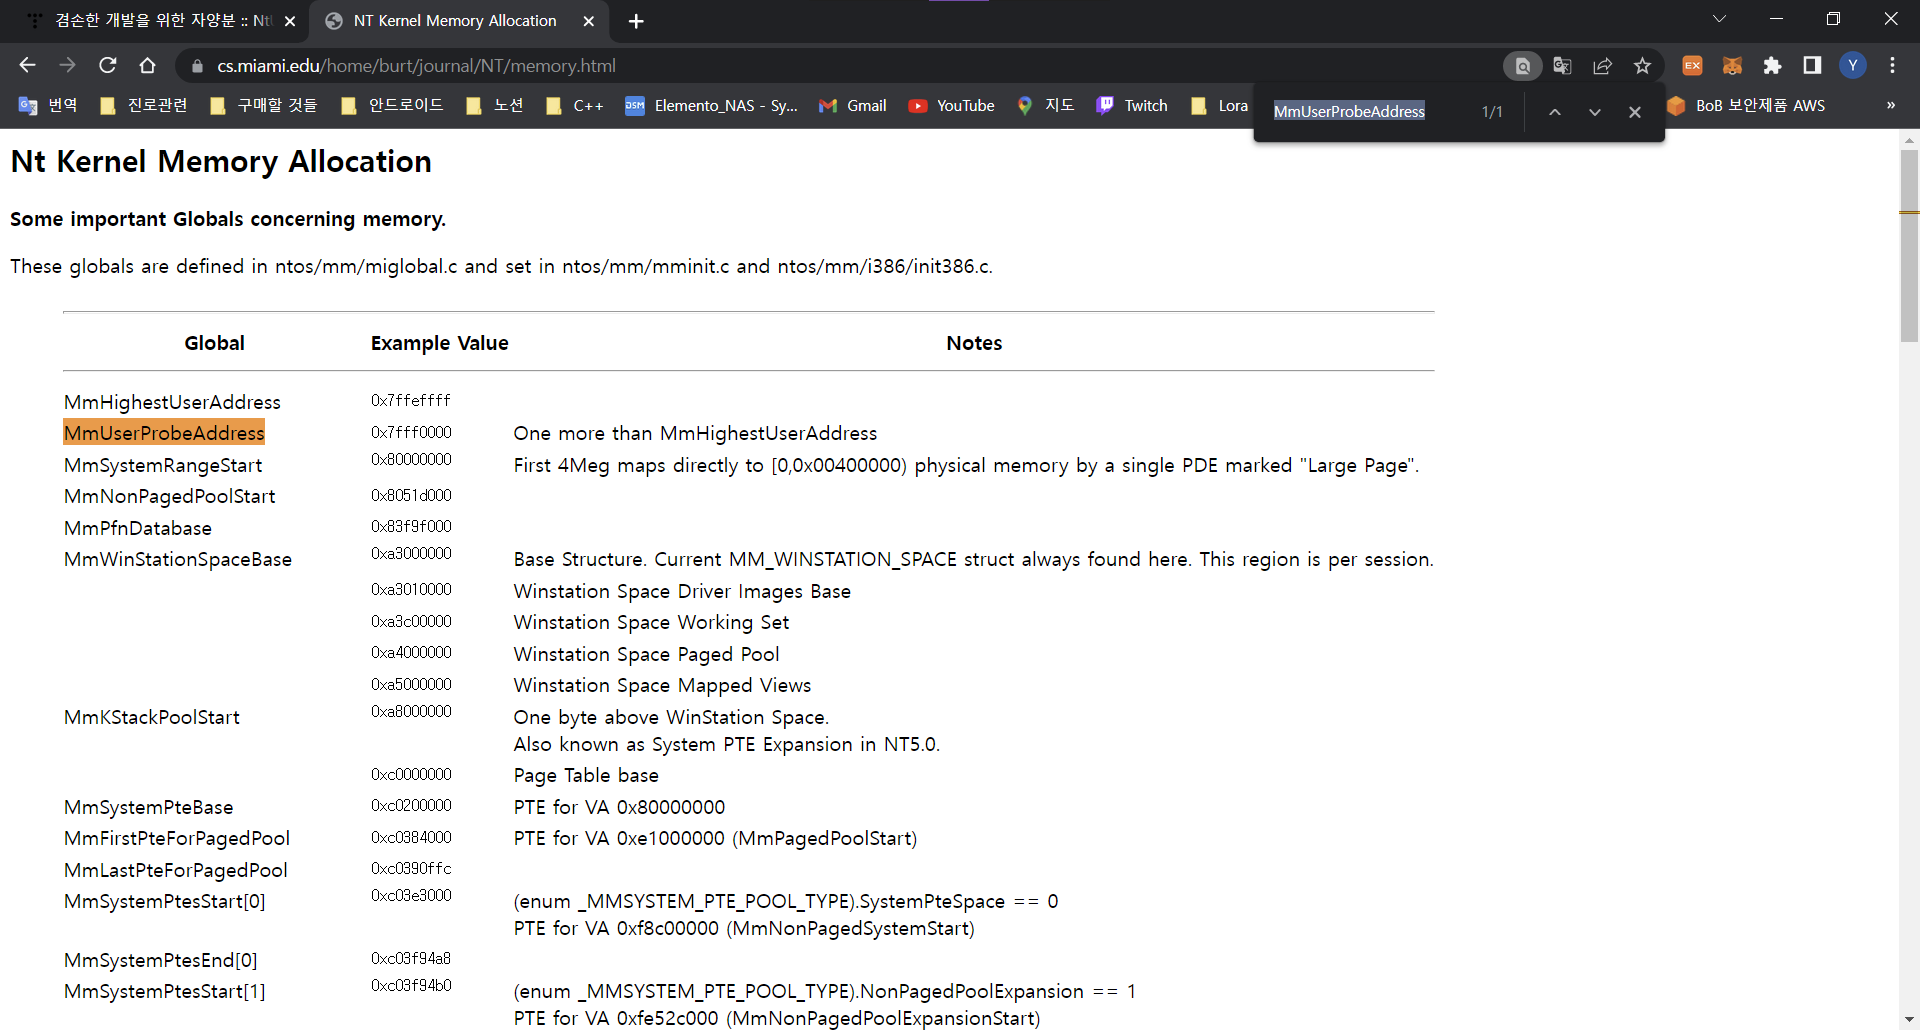 겸손한 개발을 위한 자양분 :: Nt
NT Kernel Memory Allocation
cs.miami.edu/home/burt/journal/NT/memory.html
EX
Y
번역
진로관련
구매할 것들
안드로이드
노션
C++
DSM
Elemento_NAS - Sy...
Gmail
YouTube
지도
Twitch
Lora
BoB 보안제품 AWS
»
MmUserProbeAddress
1/1
Nt Kernel Memory Allocation
Some important Globals concerning memory.
These globals are defined in ntos/mm/miglobal.c and set in ntos/mm/mminit.c and ntos/mm/i386/init386.c.
Global Example Value Notes
MmHighestUserAddress 0x7ffeffff
MmUserProbeAddress 0x7fff0000 One more than MmHighestUserAddress
MmSystemRangeStart 0x80000000 First 4Meg maps directly to [0,0x00400000) physical memory by a single PDE marked "Large Page".
MmNonPagedPoolStart 0x8051d000
MmPfnDatabase 0x83f9f000
MmWinStationSpaceBase 0xa3000000 Base Structure. Current MM_WINSTATION_SPACE struct always found here. This region is per session.
0xa3010000 Winstation Space Driver Images Base
0xa3c00000 Winstation Space Working Set
0xa4000000 Winstation Space Paged Pool
0xa5000000 Winstation Space Mapped Views
MmKStackPoolStart 0xa8000000 One byte above WinStation Space.
Also known as System PTE Expansion in NT5.0.
0xc0000000 Page Table base
MmSystemPteBase 0xc0200000 PTE for VA 0x80000000
MmFirstPteForPagedPool 0xc0384000 PTE for VA 0xe1000000 (MmPagedPoolStart)
MmLastPteForPagedPool 0xc0390ffc
MmSystemPtesStart[0] 0xc03e3000 (enum _MMSYSTEM_PTE_POOL_TYPE).SystemPteSpace == 0
PTE for VA 0xf8c00000 (MmNonPagedSystemStart)
MmSystemPtesEnd[0] 0xc03f94a8
MmSystemPtesStart[1] 0xc03f94b0 (enum _MMSYSTEM_PTE_POOL_TYPE).NonPagedPoolExpansion == 1
PTE for VA 0xfe52c000 (MmNonPagedPoolExpansionStart)